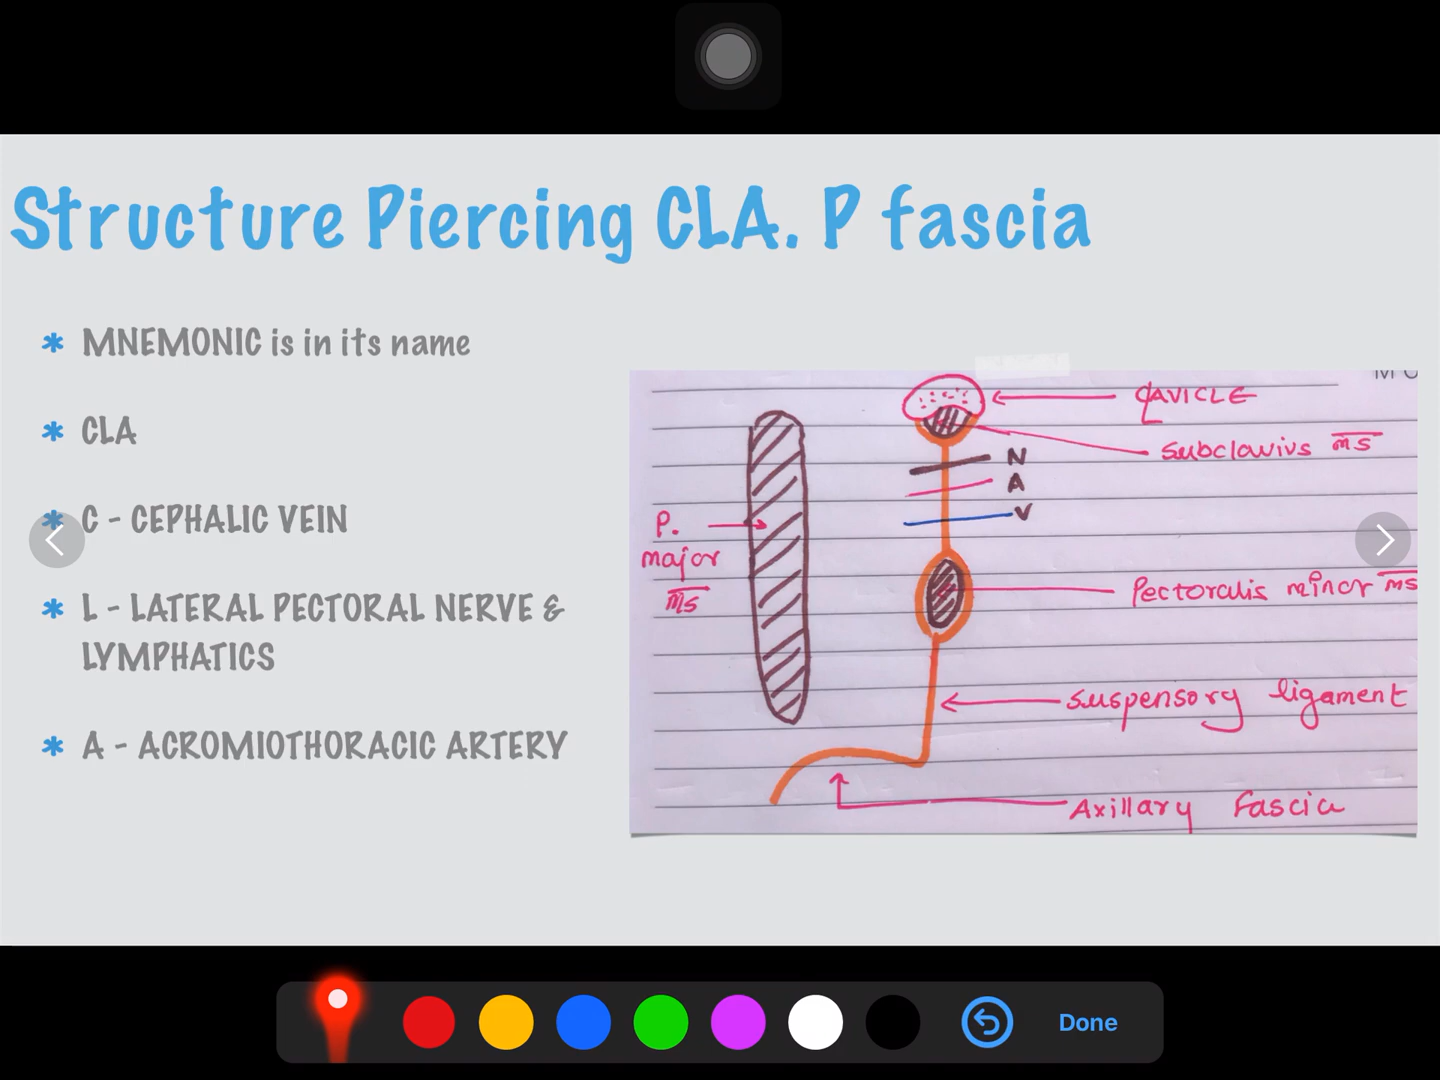 Structure Piercing CLA. P fascia
* MNEMONIC is in its name
* CLA
* C - CEPHALIC VEIN
* L - LATERAL PECTORAL NERVE &
LYMPHATICS
* A - ACROMIOTHORACIC ARTERY
CLAVICLE
Subclavius ms
N
A
V
P.
major
ms
Pectoralis minor ms
Suspensory ligament
Axillary Fascia
Done